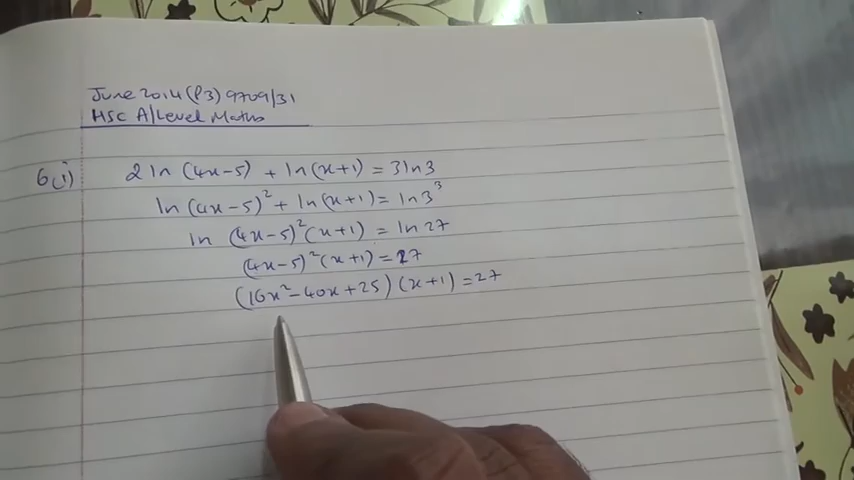 June 2014 (P3) 9709/31
HSC A/Level Maths
6(i) 2 ln (4x-5) + ln(x+1) = 3ln3
ln (4x-5)² + ln(x+1) = ln 3³
ln (4x-5)²(x+1) = ln 27
(4x-5)²(x+1) = 27
(16x² - 40x + 25)(x+1) = 27